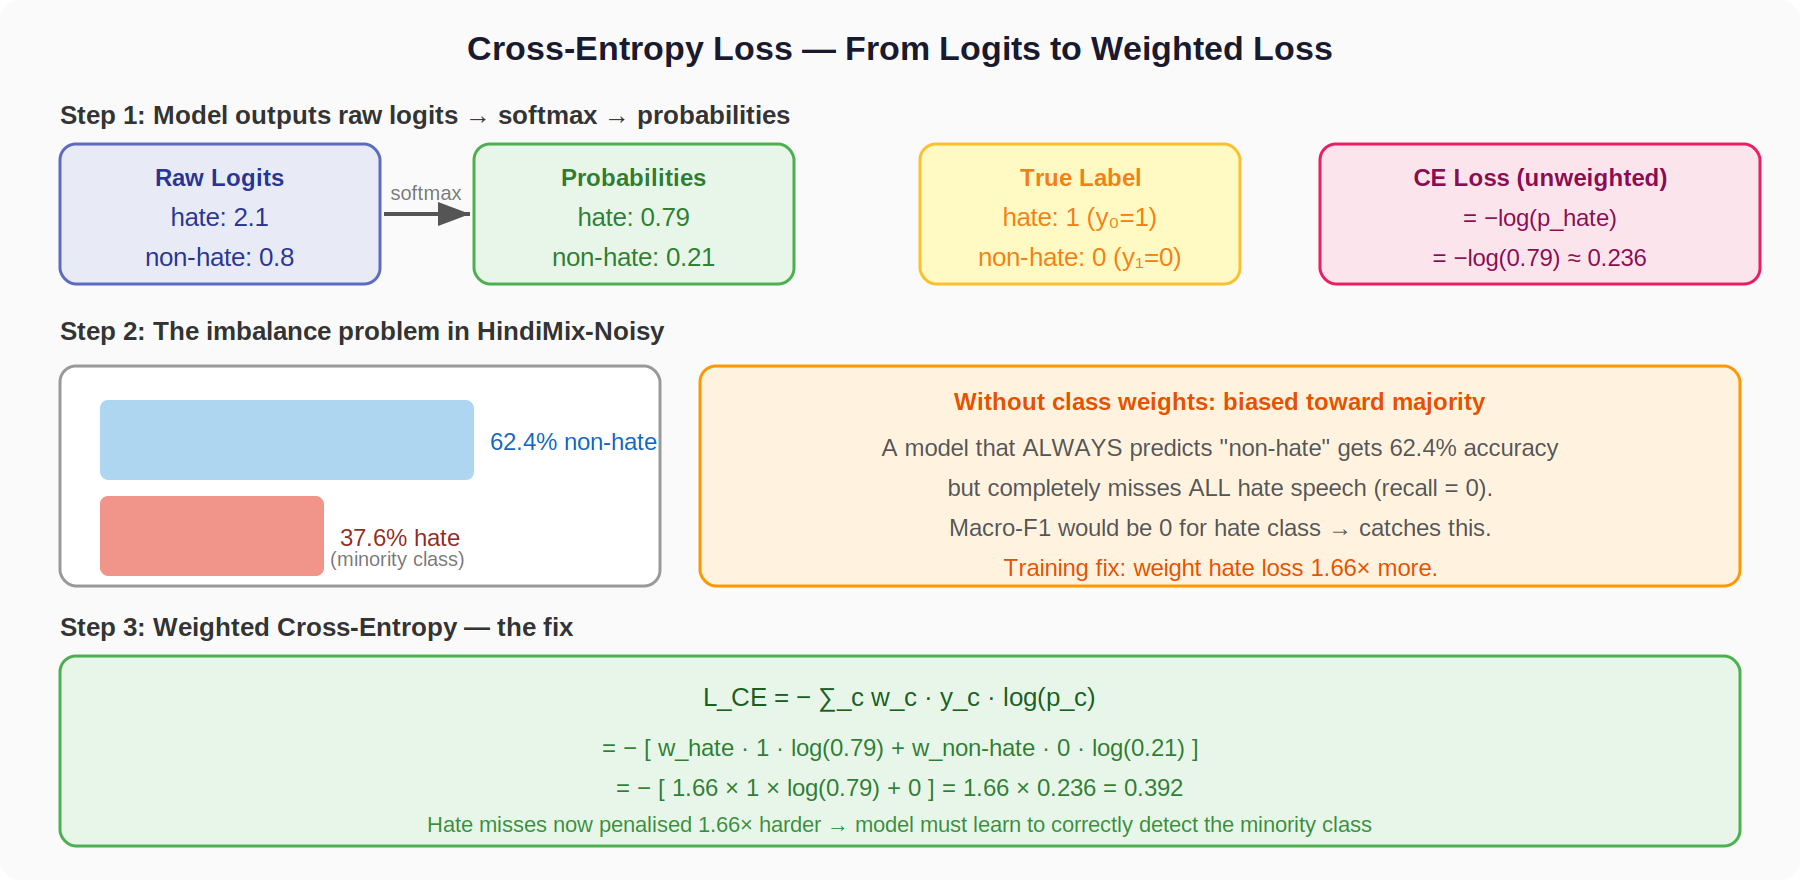 Cross-Entropy Loss — From Logits to Weighted Loss
Step 1: Model outputs raw logits → softmax → probabilities
Raw Logits
hate: 2.1
non-hate: 0.8
softmax
Probabilities
hate: 0.79
non-hate: 0.21
True Label
hate: 1 (y₀=1)
non-hate: 0 (y₁=0)
CE Loss (unweighted)
= −log(p_hate)
= −log(0.79) ≈ 0.236
Step 2: The imbalance problem in HindiMix-Noisy
62.4% non-hate
37.6% hate
(minority class)
Without class weights: biased toward majority
A model that ALWAYS predicts "non-hate" gets 62.4% accuracy
but completely misses ALL hate speech (recall = 0).
Macro-F1 would be 0 for hate class → catches this.
Training fix: weight hate loss 1.66× more.
Step 3: Weighted Cross-Entropy — the fix
L_CE = − ∑_c w_c · y_c · log(p_c)
= − [ w_hate · 1 · log(0.79) + w_non-hate · 0 · log(0.21) ]
= − [ 1.66 × 1 × log(0.79) + 0 ] = 1.66 × 0.236 = 0.392
Hate misses now penalised 1.66× harder → model must learn to correctly detect the minority class